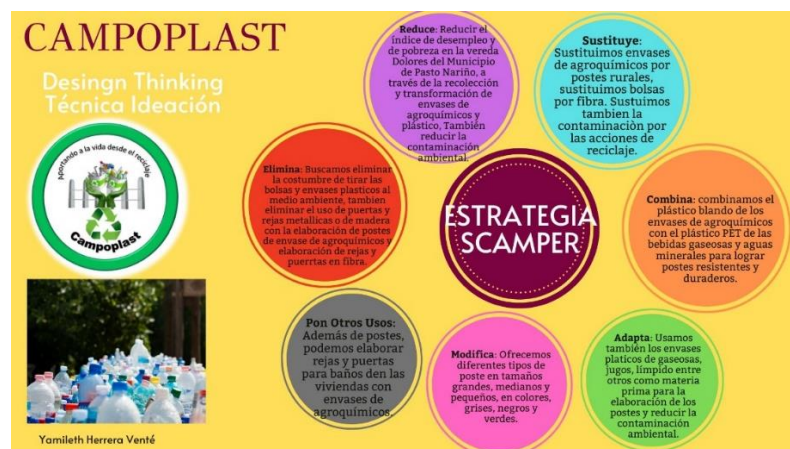 CAMPOPLAST
Desingn Thinking
Técnica Ideación
Aportando a la vida desde el reciclaje
Campoplast
Yamileth Herrera Venté
ESTRATEGIA
SCAMPER
Sustituye:
Sustituimos envases
de agroquímicos por
postes rurales,
sustituimos bolsas
por fibra. Sustuimos
tambien la
contaminaciòn por
las acciones de
reciclaje.
Combina: combinamos el
plástico blando de los
envases de agroquímicos
con el plástico PET de las
bebidas gaseosas y aguas
minerales para lograr
postes resistentes y
duraderos.
Adapta: Usamos
también los envases
platicos de gaseosas,
jugos, límpido entre
otros como materia
prima para la
elaboración de los
postes y reducir la
contaminación
ambiental.
Modifica: Ofrecemos
diferentes tipos de
poste en tamaños
grandes, medianos y
pequeños, en colores,
grises, negros y
verdes.
Pon Otros Usos:
Además de postes,
podemos elaborar
rejas y puertas
para baños den las
viviendas con
envases de
agroquímicos.
Elimina: Buscamos eliminar
la costumbre de tirar las
bolsas y envases plasticos al
medio ambiente, tambien
eliminar el uso de puertas y
rejas metallicas o de madera
con la elaboración de postes
de envase de agroquímicos y
elaboración de rejas y
puerrtas en fibra.
Reduce: Reducir el
índice de desempleo y
de pobreza en la vereda
Dolores del Municipio
de Pasto Nariño, a
través de la recolección
y transformación de
envases de
agroquímicos y
plástico, También
reducir la
contaminación
ambiental.